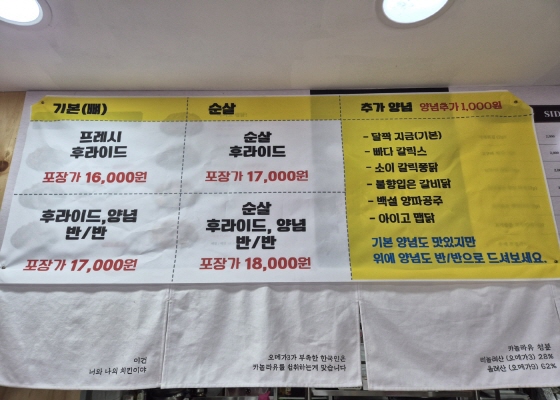 기본(뼈)
순살
추가 양념 양념추가 1,000원
프레시
후라이드
포장가 16,000원
순살
후라이드
포장가 17,000원
후라이드,양념
반/반
포장가 17,000원
순살
후라이드, 양념
반/반
포장가 18,000원
- 달짝 지금(기본)
- 빠다 갈릭스
- 소이 갈릭퐁닭
- 불향입은 갈비닭
- 백설 양파공주
- 아이고 맵닭
기본 양념도 맛있지만
위에 양념도 반/반으로 드셔보세요.
SID
이건
너와 나의 치킨이야
오메가3가 부족한 한국인은
카놀라유를 섭취하는게 맞습니다
카놀라유 성분
리놀레산 (오메가3) 28%
올레산 (오메가9) 62%